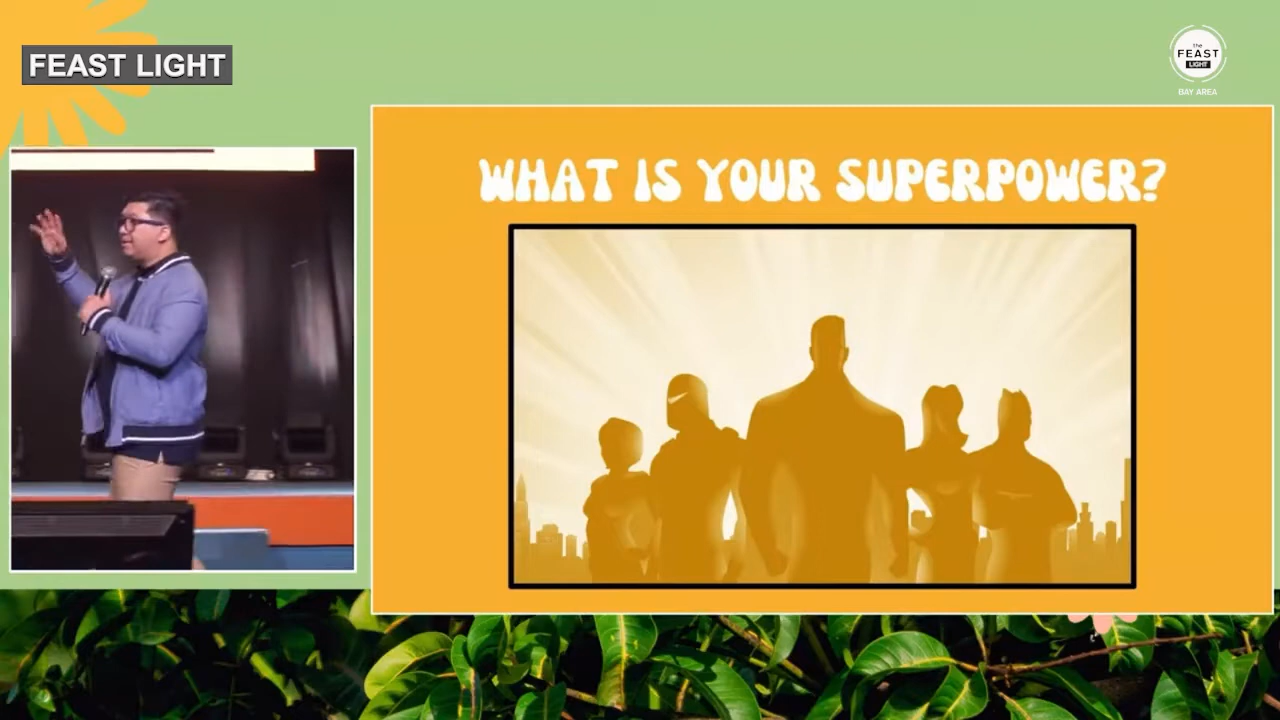 FEAST LIGHT
the
FEAST
LIGHT
BAY AREA
WHAT IS YOUR SUPERPOWER?